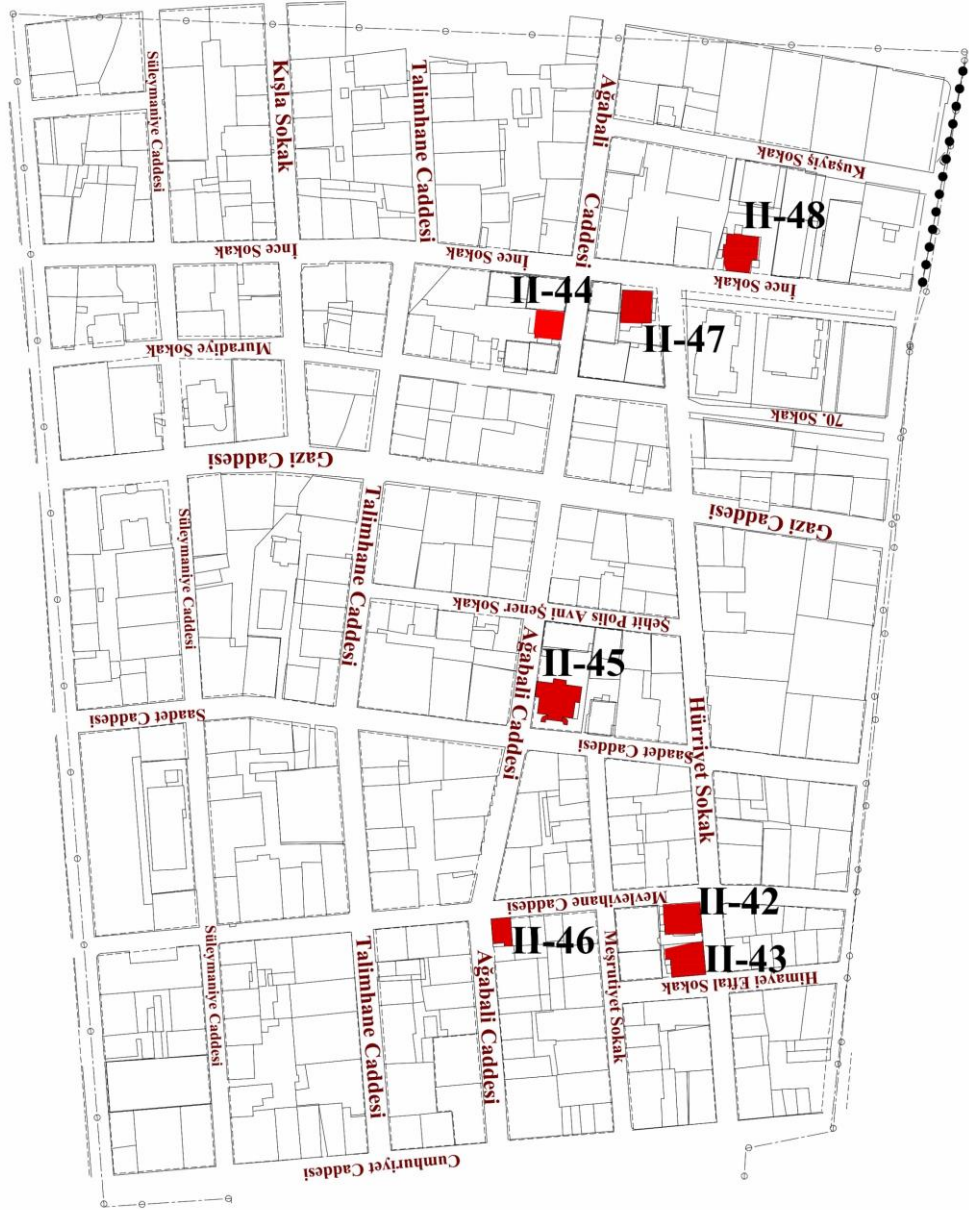 Süleymaniye Caddesi
Kışla Sokak
Talimhane Caddesi
Ağabali
Caddesi
Kuşayiş Sokak
II-48
İnce Sokak
İnce Sokak
İnce Sokak
II-44
II-47
Muradiye Sokak
70. Sokak
Gazi Caddesi
Gazi Caddesi
Süleymaniye Caddesi
Talimhane Caddesi
Şehit Polis Avni Şener Sokak
Ağabali Caddesi
II-45
Saadet Caddesi
Saadet Caddesi
Hürriyet Sokak
Mevlevihane Caddesi
II-42
II-46
II-43
Süleymaniye Caddesi
Talimhane Caddesi
Ağabali Caddesi
Meşrutiyet Sokak
Himayei Eftal Sokak
Cumhuriyet Caddesi